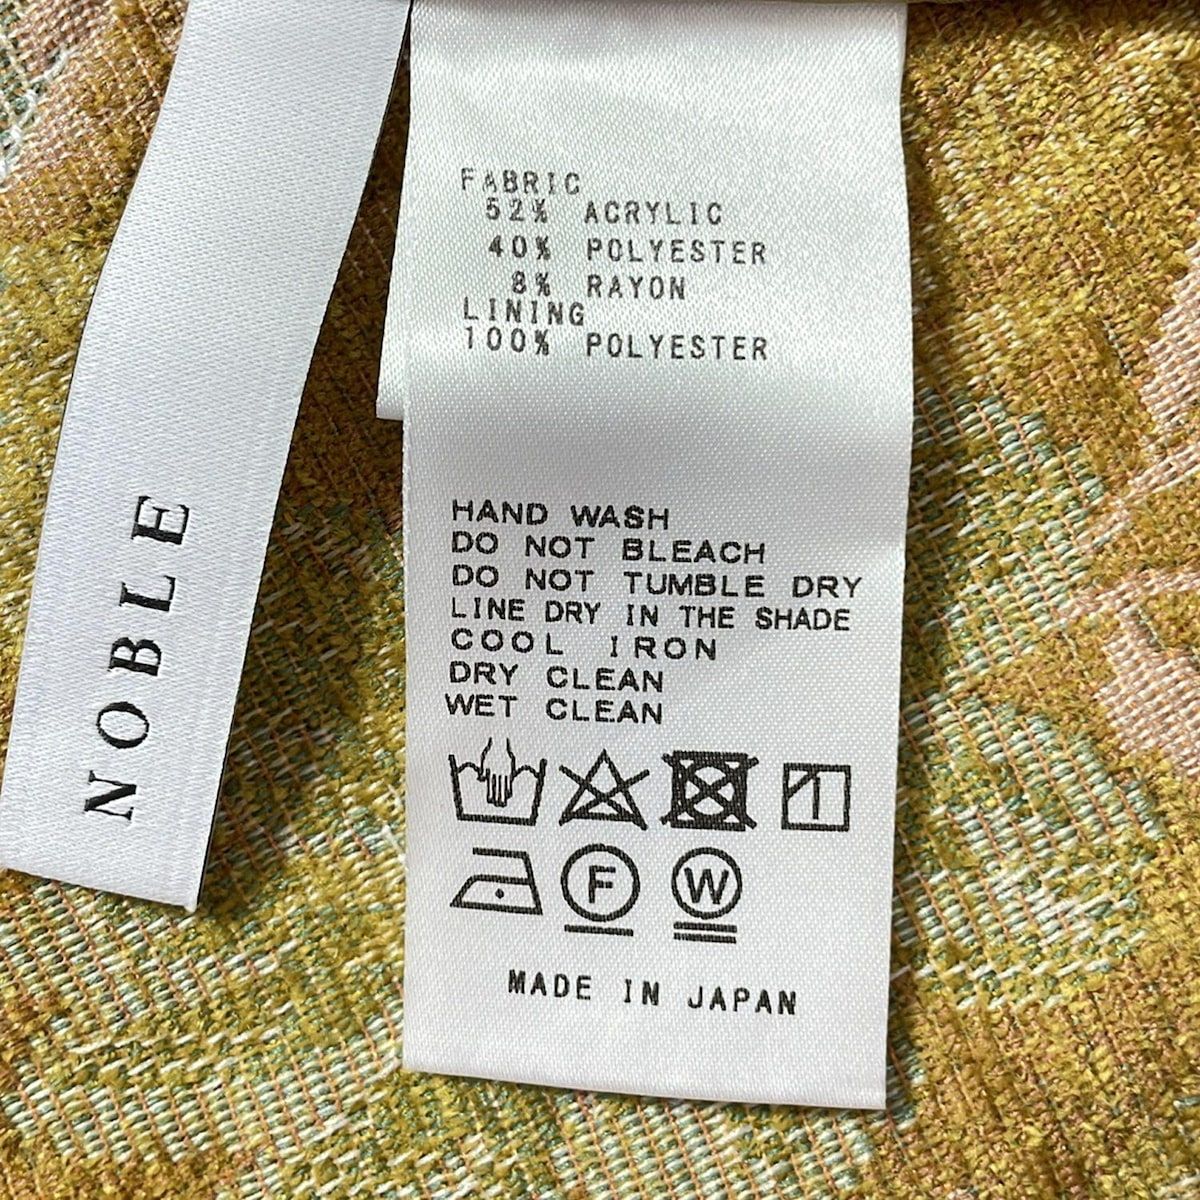 NOBLE
FABRIC
52% ACRYLIC
40% POLYESTER
8% RAYON
LINING
100% POLYESTER
HAND WASH
DO NOT BLEACH
DO NOT TUMBLE DRY
LINE DRY IN THE SHADE
COOL IRON
DRY CLEAN
WET CLEAN
F W
MADE IN JAPAN